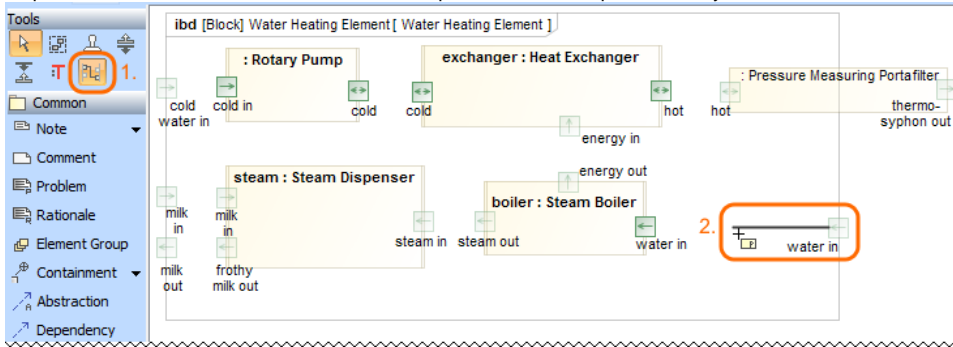 Tools
1.
Common
Note
Comment
Problem
Rationale
Element Group
Containment
Abstraction
Dependency
ibd [Block] Water Heating Element [ Water Heating Element ]
: Rotary Pump
exchanger : Heat Exchanger
: Pressure Measuring Portafilter
cold
water in
cold in
cold
cold
hot
hot
thermo-
syphon out
energy in
steam : Steam Dispenser
energy out
boiler : Steam Boiler
milk
in
milk
in
steam in
steam out
water in
2.
water in
milk
out
frothy
milk out